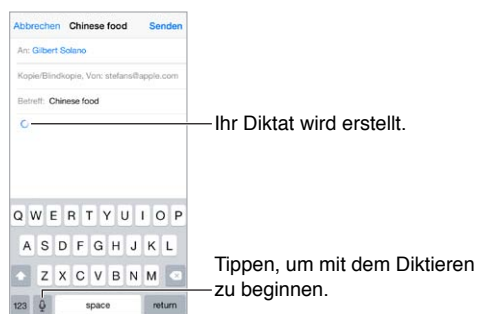 Abbrechen Chinese food Senden
An: Gilbert Solano
Kopie/Blindkopie, Von: stefans@apple.com
Betreff: Chinese food
Ihr Diktat wird erstellt.
Q W E R T Y U I O P
A S D F G H J K L
Z X C V B N M
Tippen, um mit dem Diktieren
zu beginnen.
123 space return